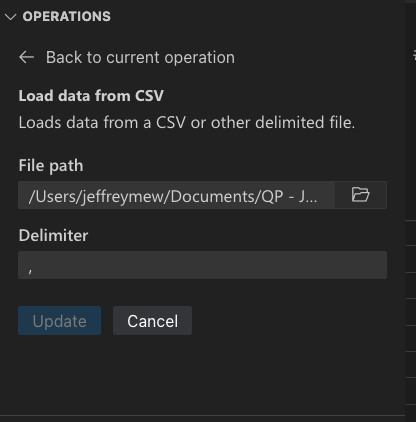 OPERATIONS
Back to current operation
Load data from CSV
Loads data from a CSV or other delimited file.
File path
/Users/jeffreymew/Documents/QP - J...
Delimiter
,
Update Cancel